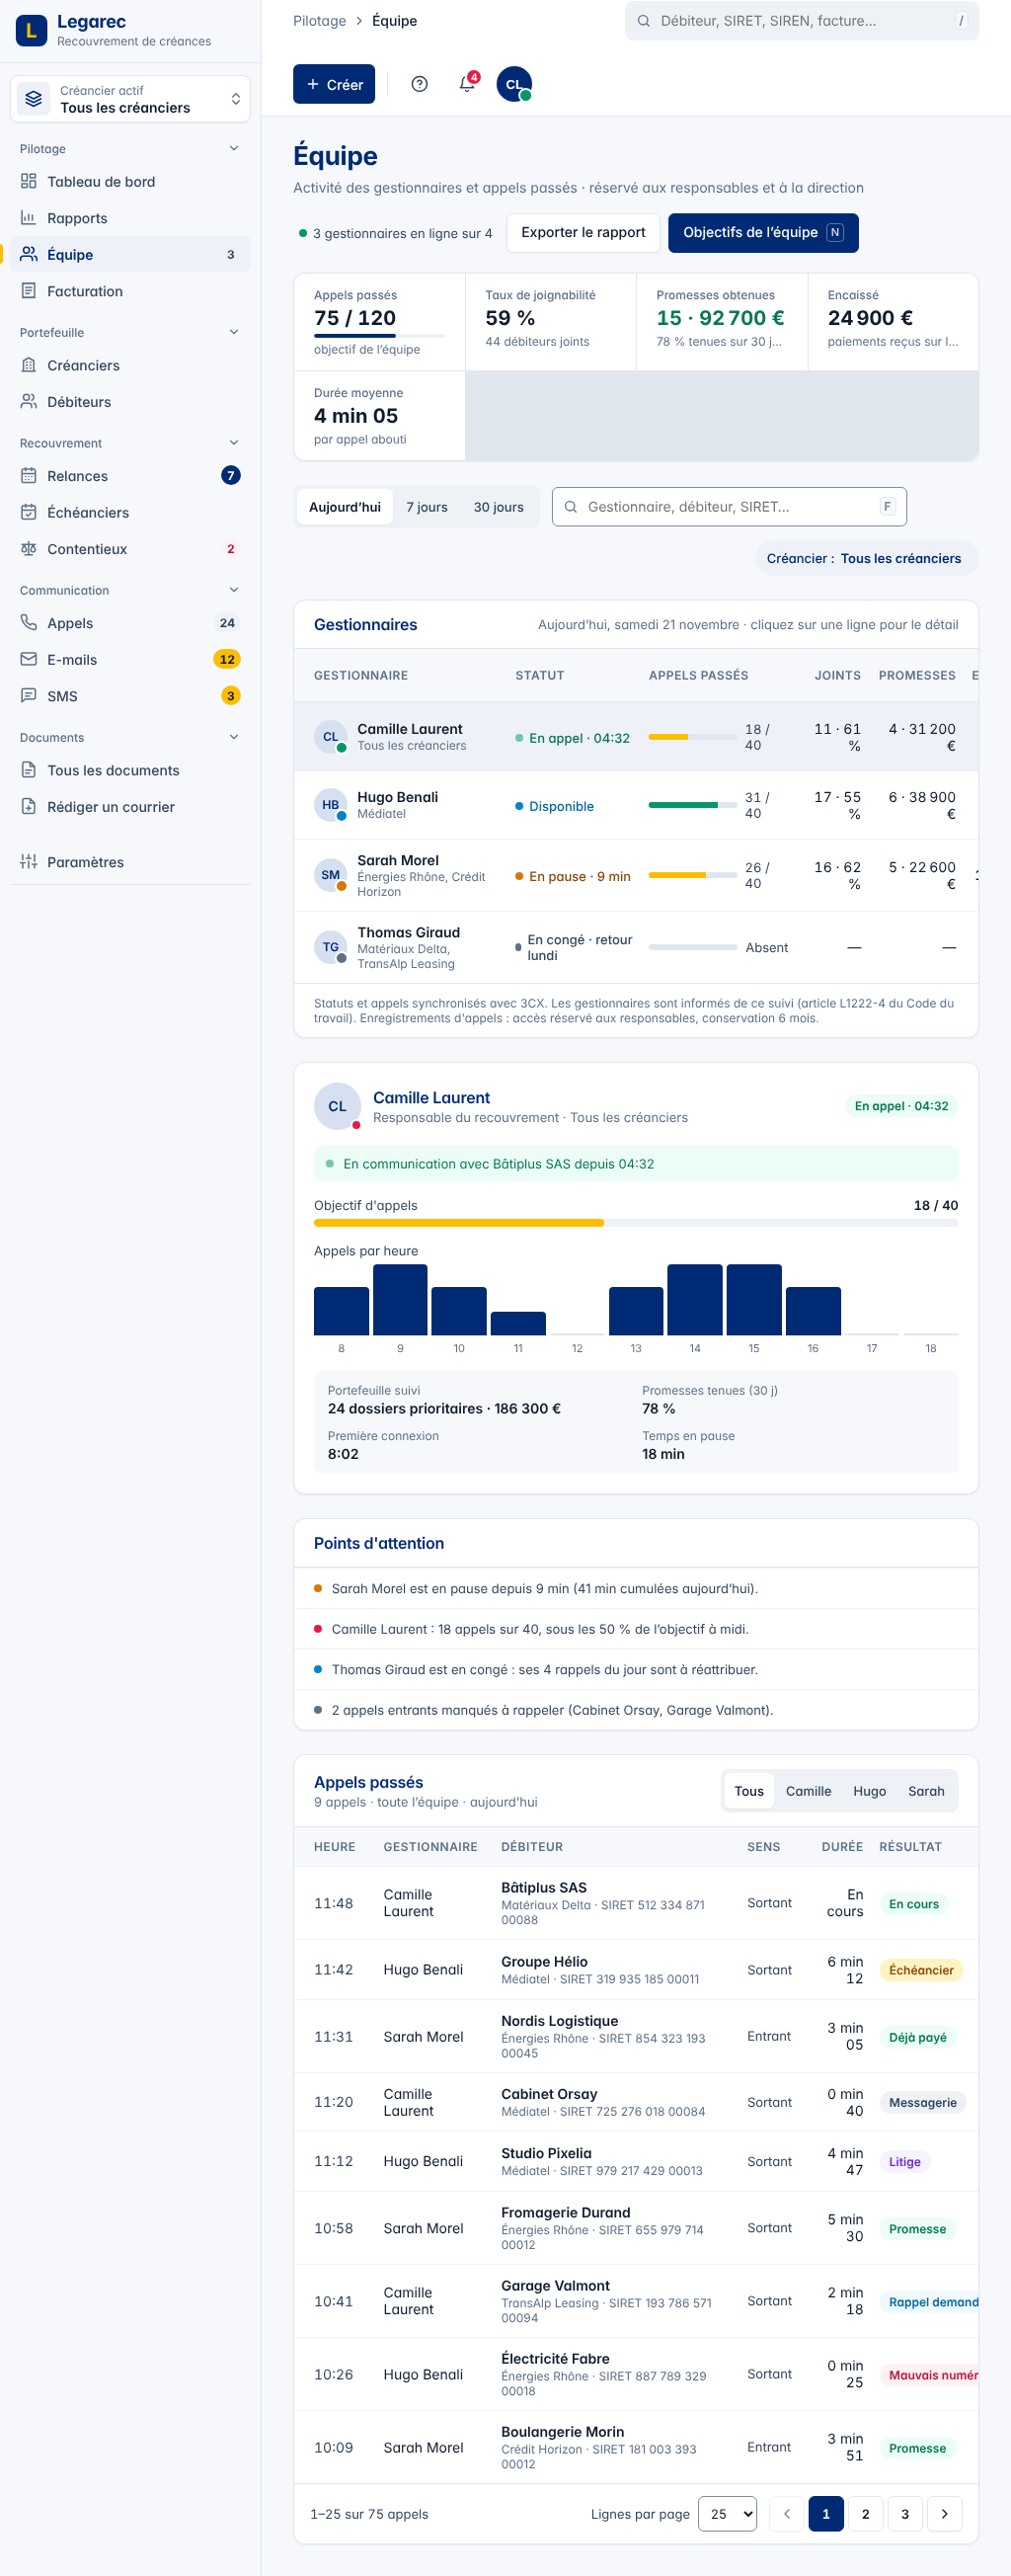 L
Legarec
Recouvrement de créances
Pilotage
Équipe
Débiteur, SIRET, SIREN, facture...
/
Créancier actif
Tous les créanciers
Créer
4
CL
Pilotage
Tableau de bord
Rapports
Équipe 3
Facturation
Portefeuille
Créanciers
Débiteurs
Recouvrement
Relances 7
Échéanciers
Contentieux 2
Communication
Appels 24
E-mails 12
SMS 3
Documents
Tous les documents
Rédiger un courrier
Paramètres
Équipe
Activité des gestionnaires et appels passés · réservé aux responsables et à la direction
3 gestionnaires en ligne sur 4
Exporter le rapport
Objectifs de l’équipe N
Appels passés
75 / 120
objectif de l’équipe
Taux de joignabilité
59 %
44 débiteurs joints
Promesses obtenues
15 · 92 700 €
78 % tenues sur 30 j...
Encaissé
24 900 €
paiements reçus sur l...
Durée moyenne
4 min 05
par appel abouti
Aujourd’hui 7 jours 30 jours
Gestionnaire, débiteur, SIRET... F
Créancier : Tous les créanciers
Gestionnaires
Aujourd’hui, samedi 21 novembre · cliquez sur une ligne pour le détail
GESTIONNAIRE STATUT APPELS PASSÉS JOINTS PROMESSES
CL
Camille Laurent
Tous les créanciers
En appel · 04:32
18 /
40
11 · 61
%
4 · 31 200
€
HB
Hugo Benali
Médiatel
Disponible
31 /
40
17 · 55
%
6 · 38 900
€
SM
Sarah Morel
Énergies Rhône, Crédit
Horizon
En pause · 9 min
26 /
40
16 · 62
%
5 · 22 600
€
TG
Thomas Giraud
Matériaux Delta,
TransAlp Leasing
En congé · retour
lundi
Absent
—
—
Statuts et appels synchronisés avec 3CX. Les gestionnaires sont informés de ce suivi (article L1222-4 du Code du
travail). Enregistrements d'appels : accès réservé aux responsables, conservation 6 mois.
CL
Camille Laurent
Responsable du recouvrement · Tous les créanciers
En appel · 04:32
En communication avec Bâtiplus SAS depuis 04:32
Objectif d'appels 18 / 40
Appels par heure
8 9 10 11 12 13 14 15 16 17 18
Portefeuille suivi
24 dossiers prioritaires · 186 300 €
Promesses tenues (30 j)
78 %
Première connexion
8:02
Temps en pause
18 min
Points d'attention
Sarah Morel est en pause depuis 9 min (41 min cumulées aujourd’hui).
Camille Laurent : 18 appels sur 40, sous les 50 % de l’objectif à midi.
Thomas Giraud est en congé : ses 4 rappels du jour sont à réattribuer.
2 appels entrants manqués à rappeler (Cabinet Orsay, Garage Valmont).
Appels passés
9 appels · toute l’équipe · aujourd’hui
Tous Camille Hugo Sarah
HEURE GESTIONNAIRE DÉBITEUR SENS DURÉE RÉSULTAT
11:48
Camille
Laurent
Bâtiplus SAS
Matériaux Delta · SIRET 512 334 871
00088
Sortant
En
cours
En cours
11:42
Hugo Benali
Groupe Hélio
Médiatel · SIRET 319 935 185 00011
Sortant
6 min
12
Échéancier
11:31
Sarah Morel
Nordis Logistique
Énergies Rhône · SIRET 854 323 193
00045
Entrant
3 min
05
Déjà payé
11:20
Camille
Laurent
Cabinet Orsay
Médiatel · SIRET 725 276 018 00084
Sortant
0 min
40
Messagerie
11:12
Hugo Benali
Studio Pixelia
Médiatel · SIRET 979 217 429 00013
Sortant
4 min
47
Litige
10:58
Sarah Morel
Fromagerie Durand
Énergies Rhône · SIRET 655 979 714
00012
Sortant
5 min
30
Promesse
10:41
Camille
Laurent
Garage Valmont
TransAlp Leasing · SIRET 193 786 571
00094
Sortant
2 min
18
Rappel demand
10:26
Hugo Benali
Électricité Fabre
Énergies Rhône · SIRET 887 789 329
00018
Sortant
0 min
25
Mauvais numér
10:09
Sarah Morel
Boulangerie Morin
Crédit Horizon · SIRET 181 003 393
00012
Entrant
3 min
51
Promesse
1–25 sur 75 appels
Lignes par page 25
1 2 3